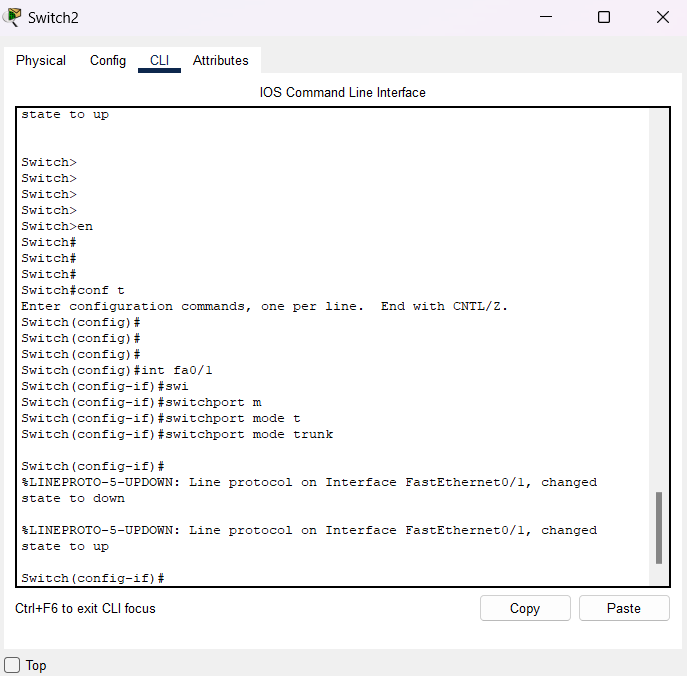 Switch2
Physical Config CLI Attributes
IOS Command Line Interface
state to up
Switch>
Switch>
Switch>
Switch>
Switch>en
Switch#
Switch#
Switch#
Switch#conf t
Enter configuration commands, one per line.  End with CNTL/Z.
Switch(config)#
Switch(config)#
Switch(config)#
Switch(config)#int fa0/1
Switch(config-if)#swi
Switch(config-if)#switchport m
Switch(config-if)#switchport mode t
Switch(config-if)#switchport mode trunk
Switch(config-if)#
%LINEPROTO-5-UPDOWN: Line protocol on Interface FastEthernet0/1, changed
state to down
%LINEPROTO-5-UPDOWN: Line protocol on Interface FastEthernet0/1, changed
state to up
Switch(config-if)#
Ctrl+F6 to exit CLI focus
Copy Paste
Top